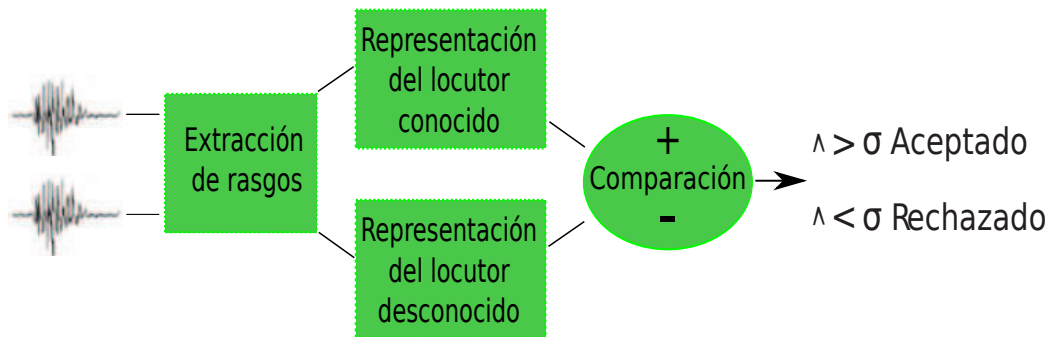 Extracción
de rasgos
Representación
del locutor
conocido
Representación
del locutor
desconocido
+
Comparación
-
∧ > σ Aceptado
∧ < σ Rechazado